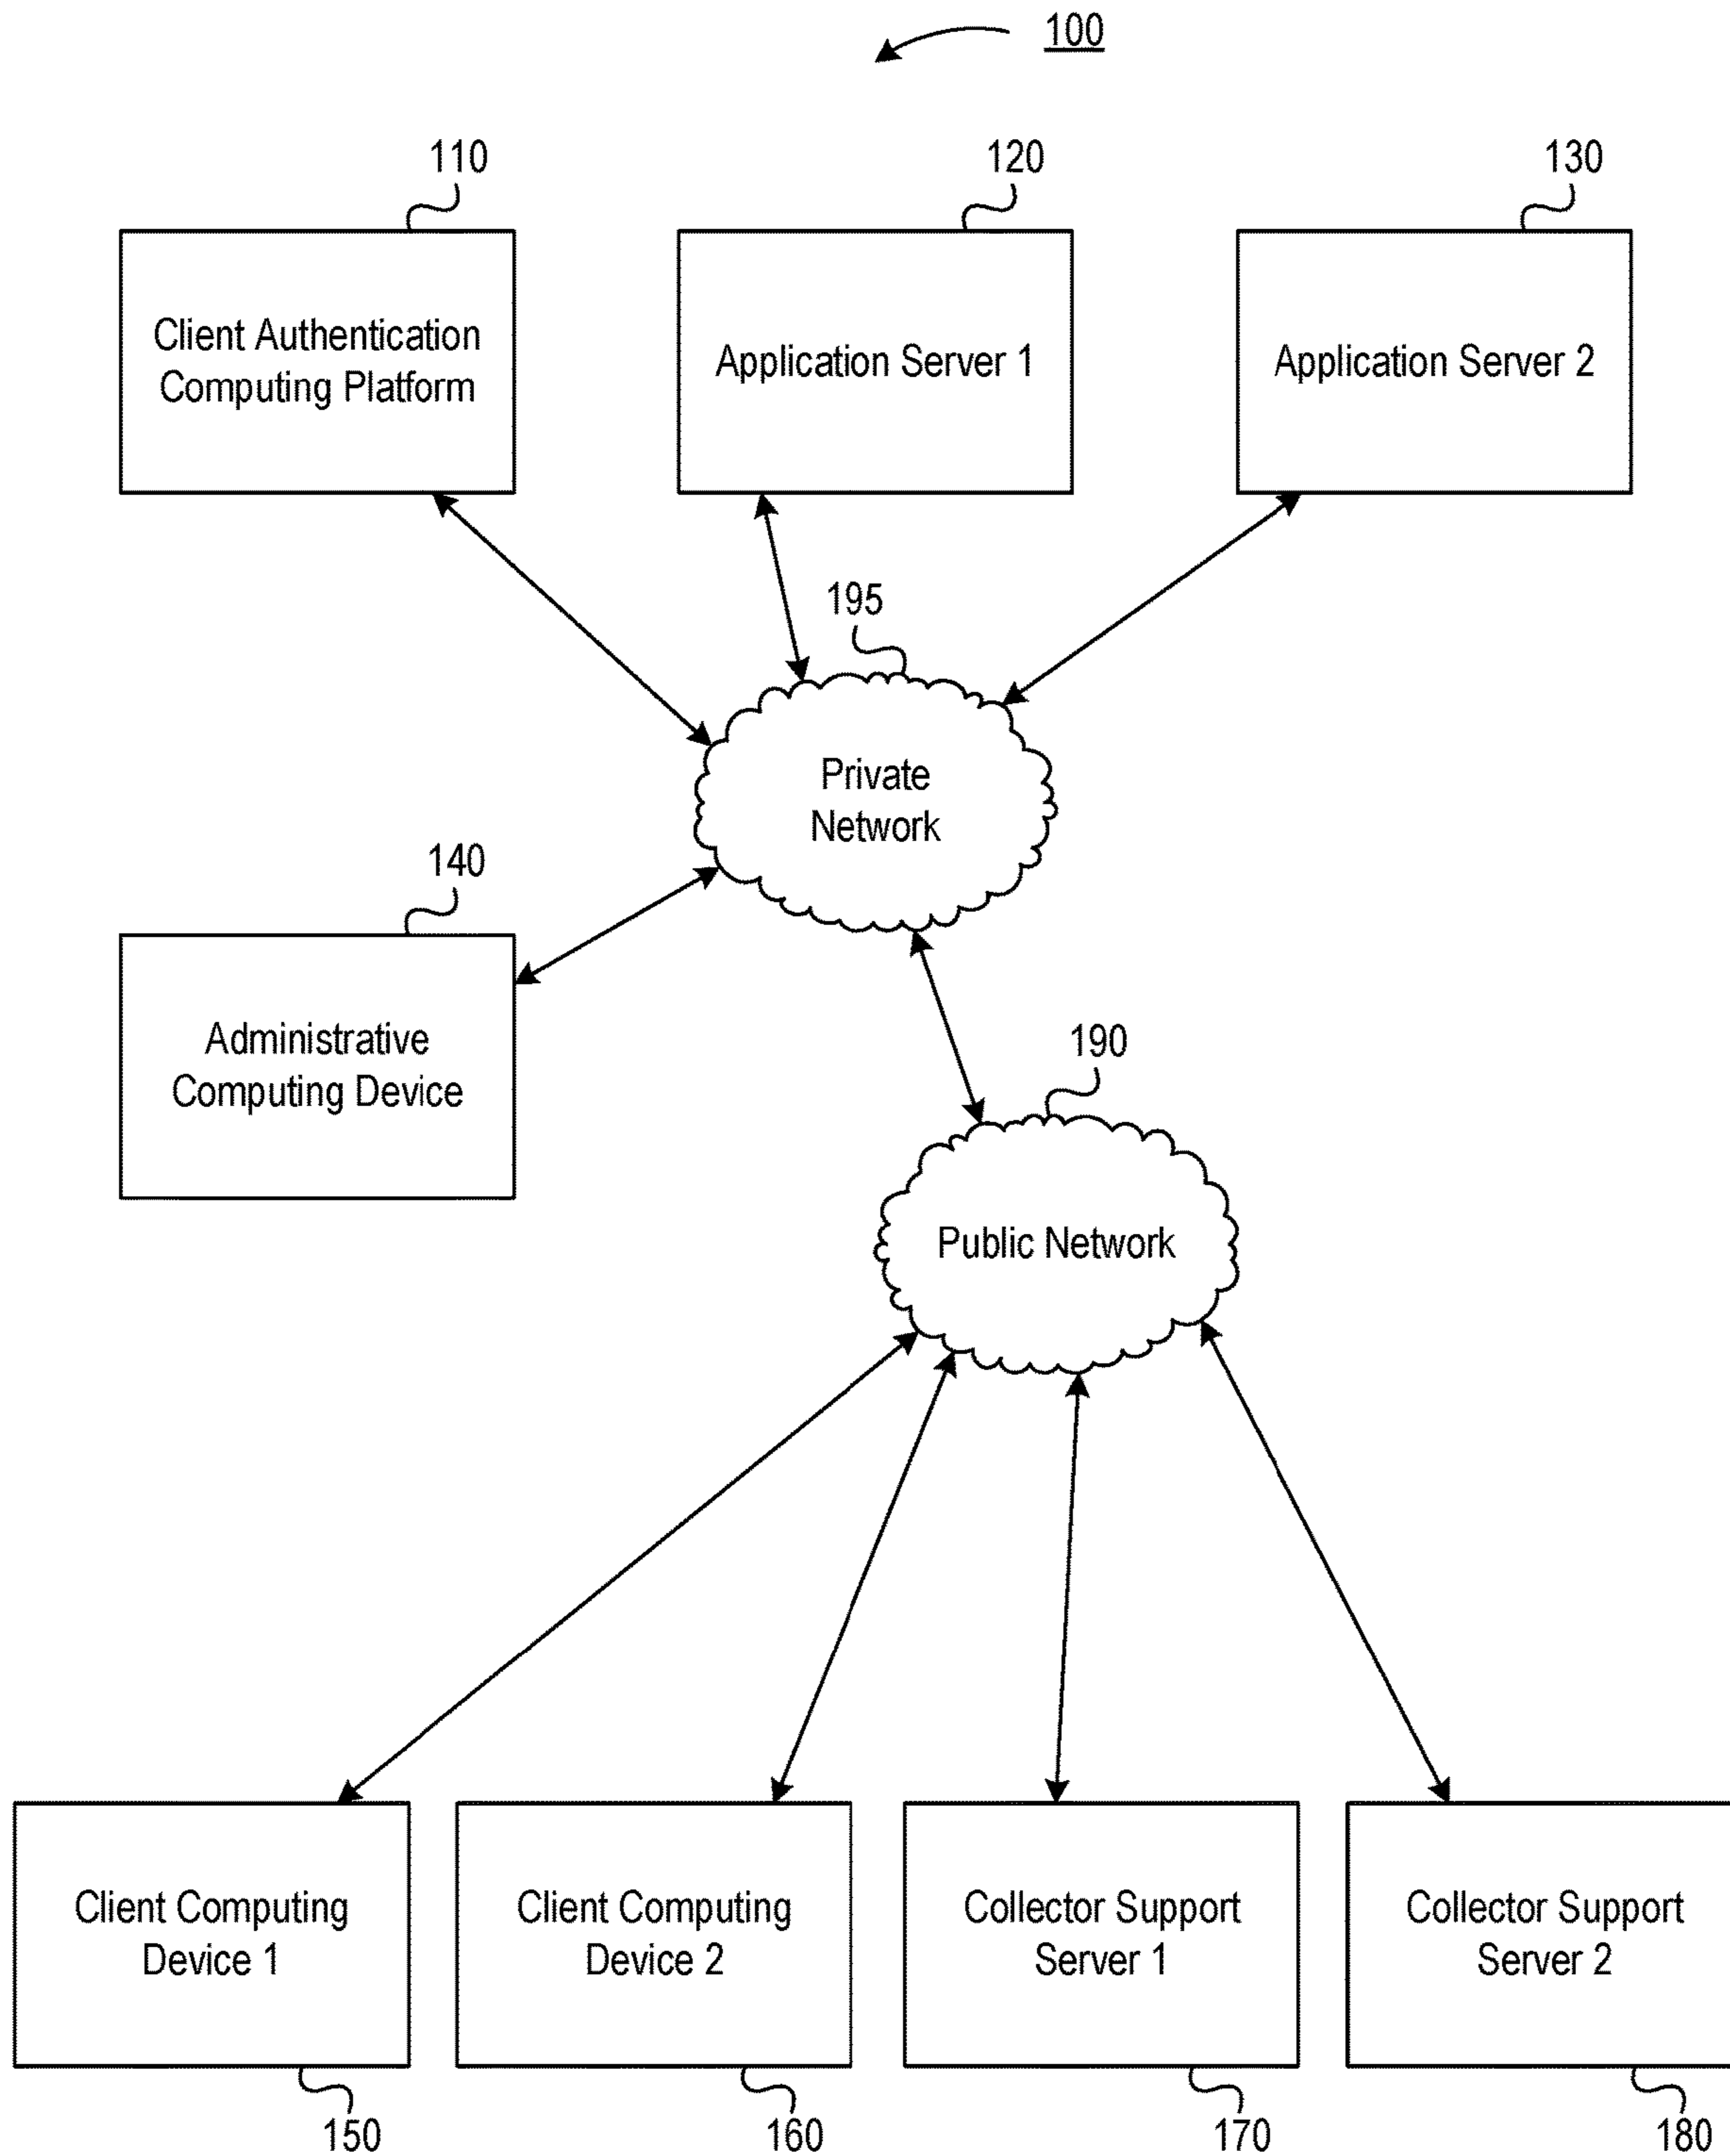 100
110
120
130
Client Authentication
Computing Platform
Application Server 1
Application Server 2
195
Private
Network
140
Administrative
Computing Device
190
Public Network
Client Computing
Device 1
Client Computing
Device 2
Collector Support
Server 1
Collector Support
Server 2
150
160
170
180